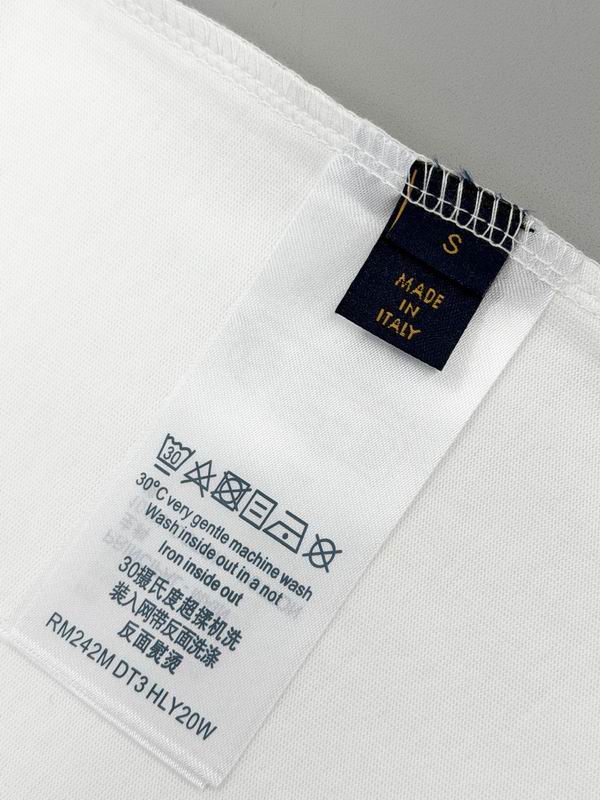 S
MADE
IN
ITALY
30
30°C very gentle machine wash
Wash inside out in a not
Iron inside out
30摄氏度超揉机洗
装入网带反面洗涤
反面熨烫
RM242M DT3 HLY20W